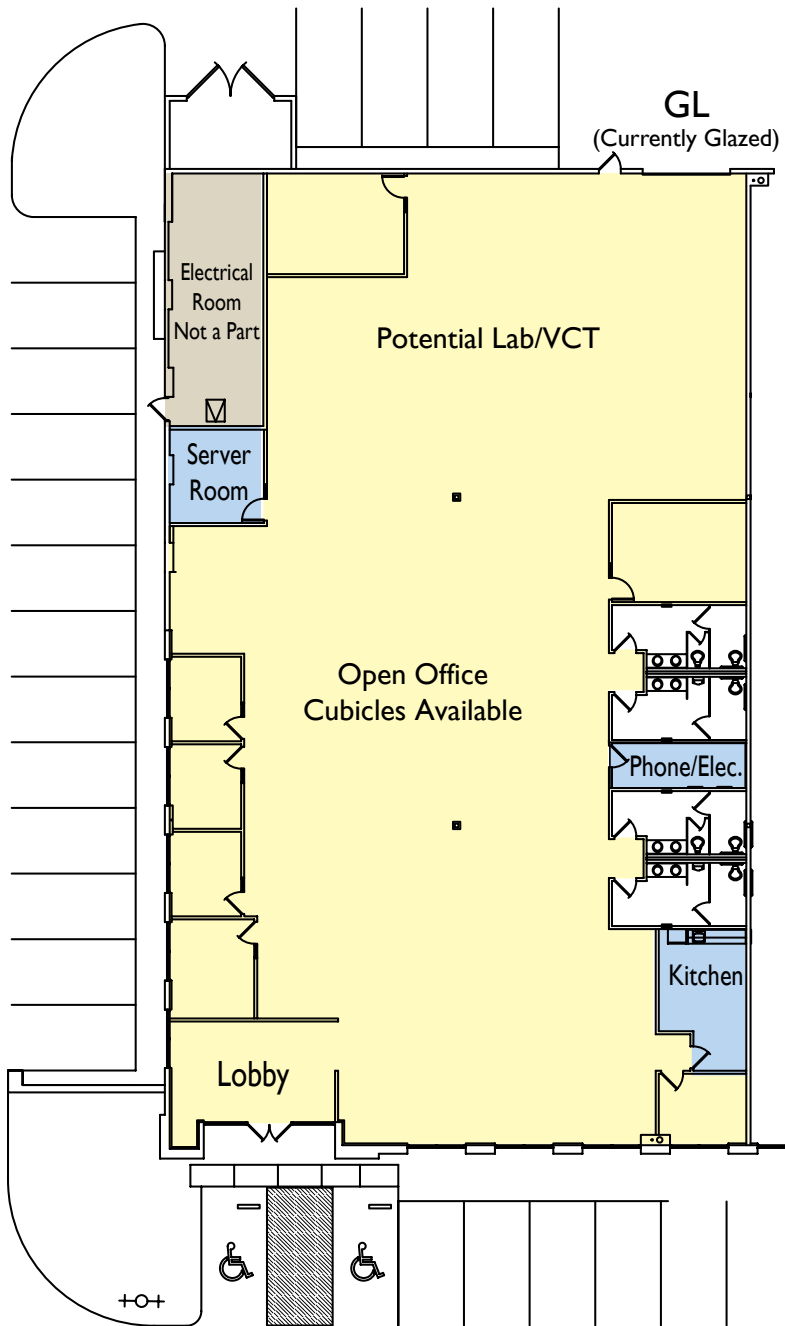 GL
(Currently Glazed)
Electrical
Room
Not a Part
Potential Lab/VCT
Server
Room
Open Office
Cubicles Available
Phone/Elec.
Kitchen
Lobby